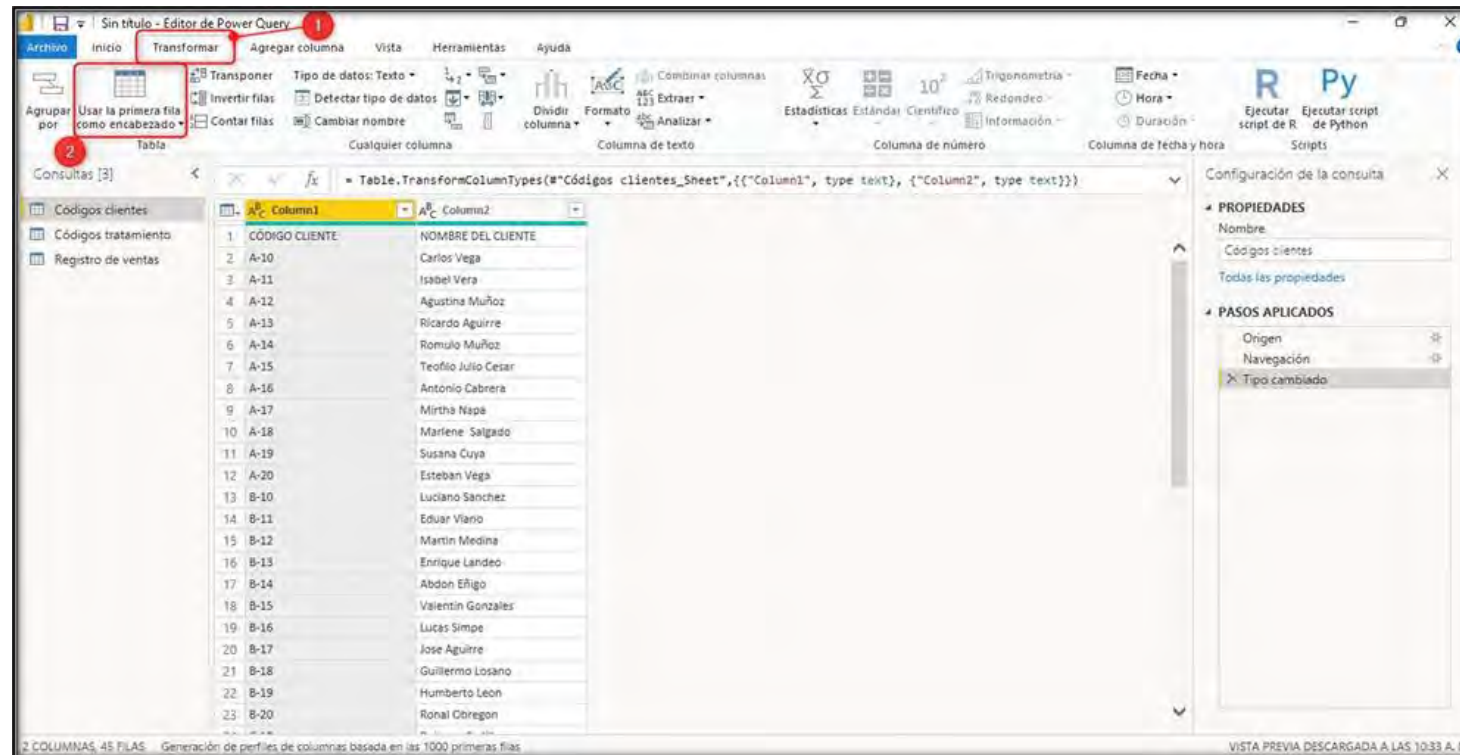 Sin título - Editor de Power Query
1
Archivo Inicio Transformar Agregar columna Vista Herramientas Ayuda
Agrupar por
Usar la primera fila como encabezado
Transponer
Invertir filas
Contar filas
Tipo de datos: Texto
Detectar tipo de datos
Cambiar nombre
Dividir columna
Formato
Combinar columnas
Extraer
Analizar
Estadísticas Estándar Científico
Trigonometría
Redondeo
Información
Fecha
Hora
Duración
Ejecutar script de R
Ejecutar script de Python
2
Tabla Cualquier columna Columna de texto Columna de número Columna de fecha y hora Scripts
Consultas [3]
Códigos clientes
Códigos tratamiento
Registro de ventas
fx = Table.TransformColumnTypes(#"Códigos clientes_Sheet",{{"Column1", type text}, {"Column2", type text}})
Column1 Column2
1 CÓDIGO CLIENTE NOMBRE DEL CLIENTE
2 A-10 Carlos Vega
3 A-11 Isabel Vera
4 A-12 Agustina Muñoz
5 A-13 Ricardo Aguirre
6 A-14 Romulo Muñoz
7 A-15 Teofilo Julio Cesar
8 A-16 Antonio Cabrera
9 A-17 Mirtha Napa
10 A-18 Marlene Salgado
11 A-19 Susana Cuya
12 A-20 Esteban Vega
13 B-10 Luciano Sanchez
14 B-11 Eduar Viano
15 B-12 Martin Medina
16 B-13 Enrique Landeo
17 B-14 Abdon Eñigo
18 B-15 Valentin Gonzales
19 B-16 Lucas Simpe
20 B-17 Jose Aguirre
21 B-18 Guillermo Losano
22 B-19 Humberto Leon
23 B-20 Ronal Obregon
Configuración de la consulta
PROPIEDADES
Nombre
Códigos clientes
Todas las propiedades
PASOS APLICADOS
Origen
Navegación
Tipo cambiado
2 COLUMNAS, 45 FILAS Generación de perfiles de columnas basada en las 1000 primeras filas
VISTA PREVIA DESCARGADA A LAS 10:33 A.